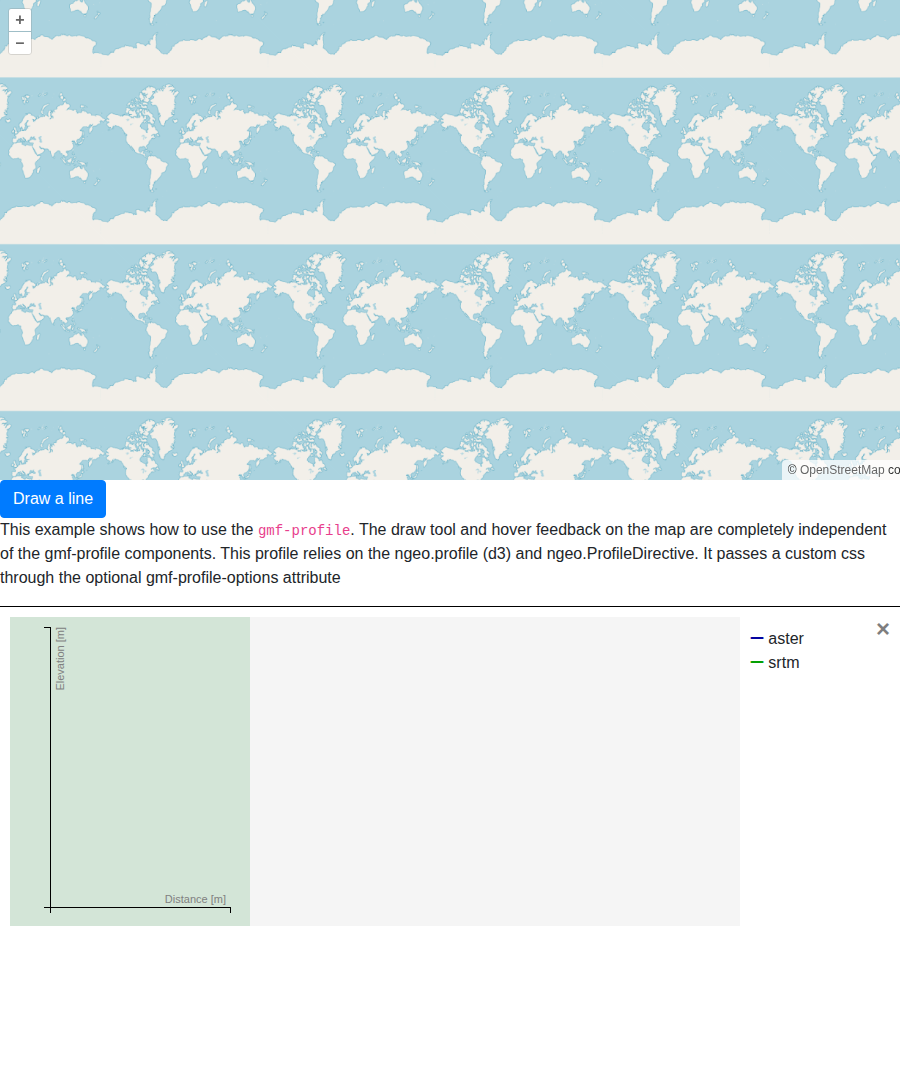 +
−
© OpenStreetMap co
Draw a line
This example shows how to use the gmf-profile. The draw tool and hover feedback on the map are completely independent
of the gmf-profile components. This profile relies on the ngeo.profile (d3) and ngeo.ProfileDirective. It passes a custom css
through the optional gmf-profile-options attribute
Elevation [m]
Distance [m]
×
aster
srtm